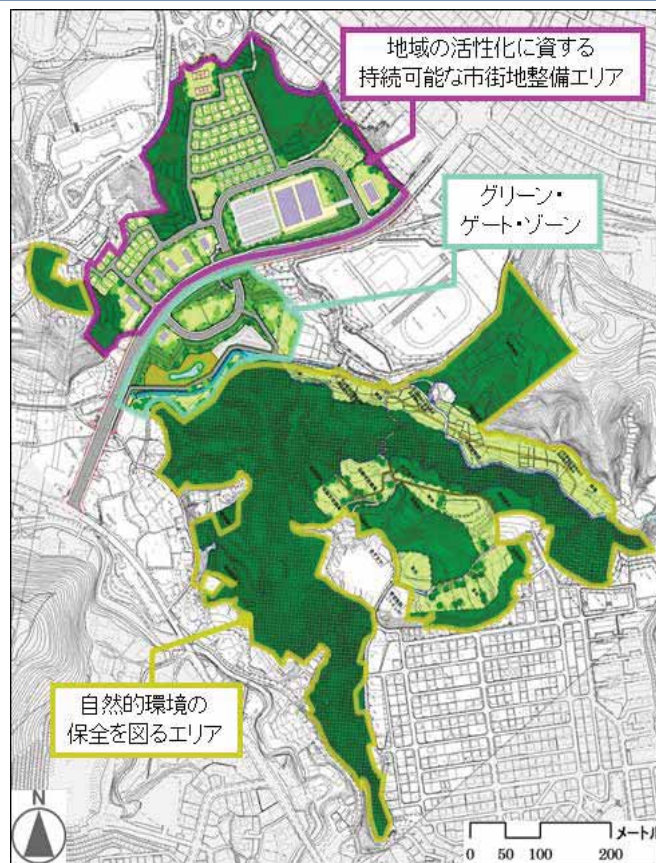 地域の活性化に資する
持続可能な市街地整備エリア
グリーン・
ゲート・ゾーン
自然的環境の
保全を図るエリア
N
メートル
0 50 100 200